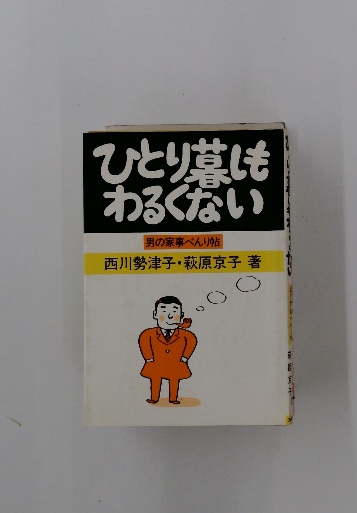 ひとり暮しも
わるくない
男の家事べんり帖
西川勢津子・萩原京子 著